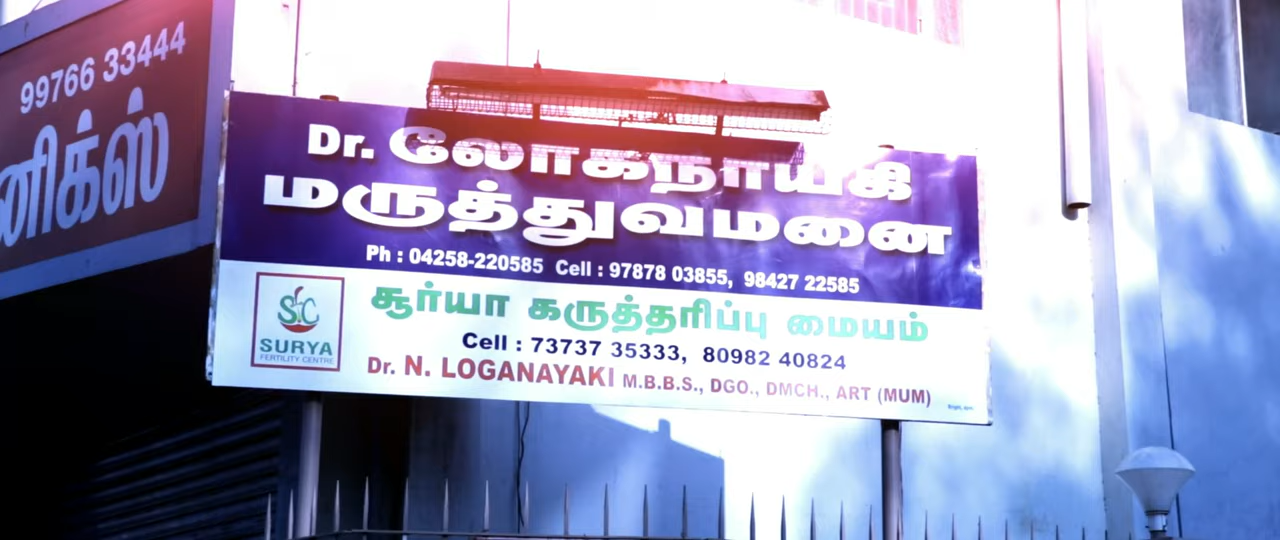 99766 33444
னிக்ஸ்
Dr. லோகநாயகி
மருத்துவமனை
Ph : 04258-220585 Cell : 97878 03855, 98427 22585
சூர்யா கருத்தரிப்பு மையம்
SURYA
FERTILITY CENTRE
Cell : 73737 35333, 80982 40824
Dr. N. LOGANAYAKI M.B.B.S., DGO., DMCH., ART (MUM)